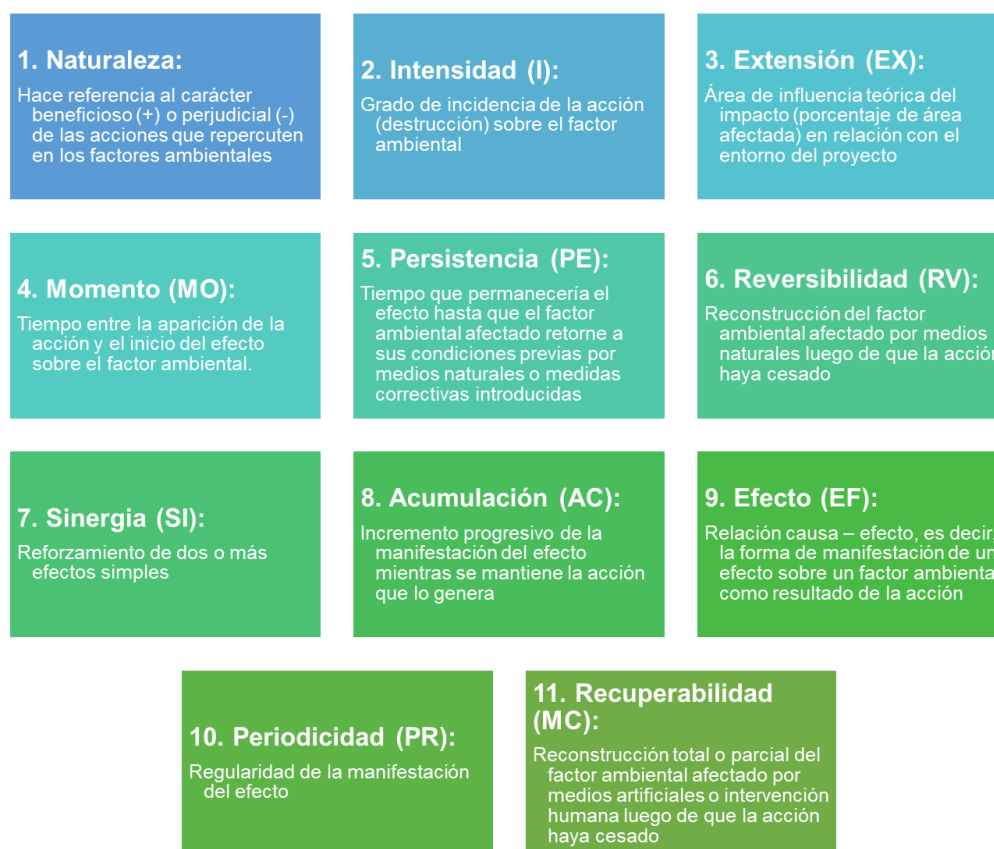 1. Naturaleza:
Hace referencia al carácter
beneficioso (+) o perjudicial (-)
de las acciones que repercuten
en los factores ambientales
2. Intensidad (I):
Grado de incidencia de la acción
(destrucción) sobre el factor
ambiental
3. Extensión (EX):
Área de influencia teórica del
impacto (porcentaje de área
afectada) en relación con el
entorno del proyecto
4. Momento (MO):
Tiempo entre la aparición de la
acción y el inicio del efecto
sobre el factor ambiental.
5. Persistencia (PE):
Tiempo que permanecería el
efecto hasta que el factor
ambiental afectado retorne a
sus condiciones previas por
medios naturales o medidas
correctivas introducidas
6. Reversibilidad (RV):
Reconstrucción del factor
ambiental afectado por medios
naturales luego de que la acción
haya cesado
7. Sinergia (SI):
Reforzamiento de dos o más
efectos simples
8. Acumulación (AC):
Incremento progresivo de la
manifestación del efecto
mientras se mantiene la acción
que lo genera
9. Efecto (EF):
Relación causa – efecto, es decir,
la forma de manifestación de un
efecto sobre un factor ambienta
como resultado de la acción
10. Periodicidad (PR):
Regularidad de la manifestación
del efecto
11. Recuperabilidad
(MC):
Reconstrucción total o parcial del
factor ambiental afectado por
medios artificiales o intervención
humana luego de que la acción
haya cesado